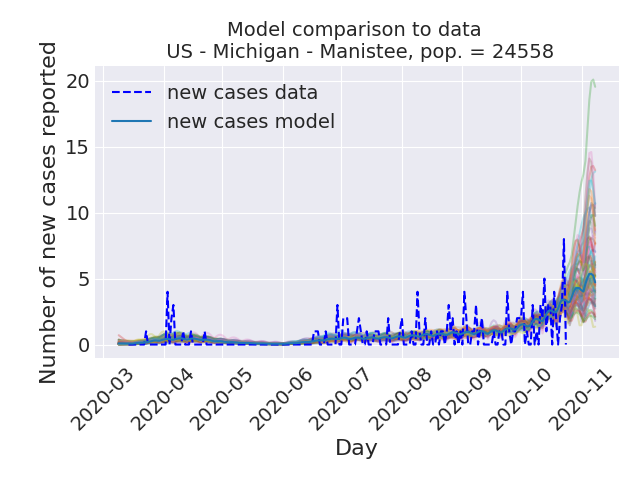 Model comparison to data
US - Michigan - Manistee, pop. = 24558
Number of new cases reported
20
15
10
5
0
new cases data
new cases model
2020-03
2020-04
2020-05
2020-06
2020-07
2020-08
2020-09
2020-10
2020-11
Day